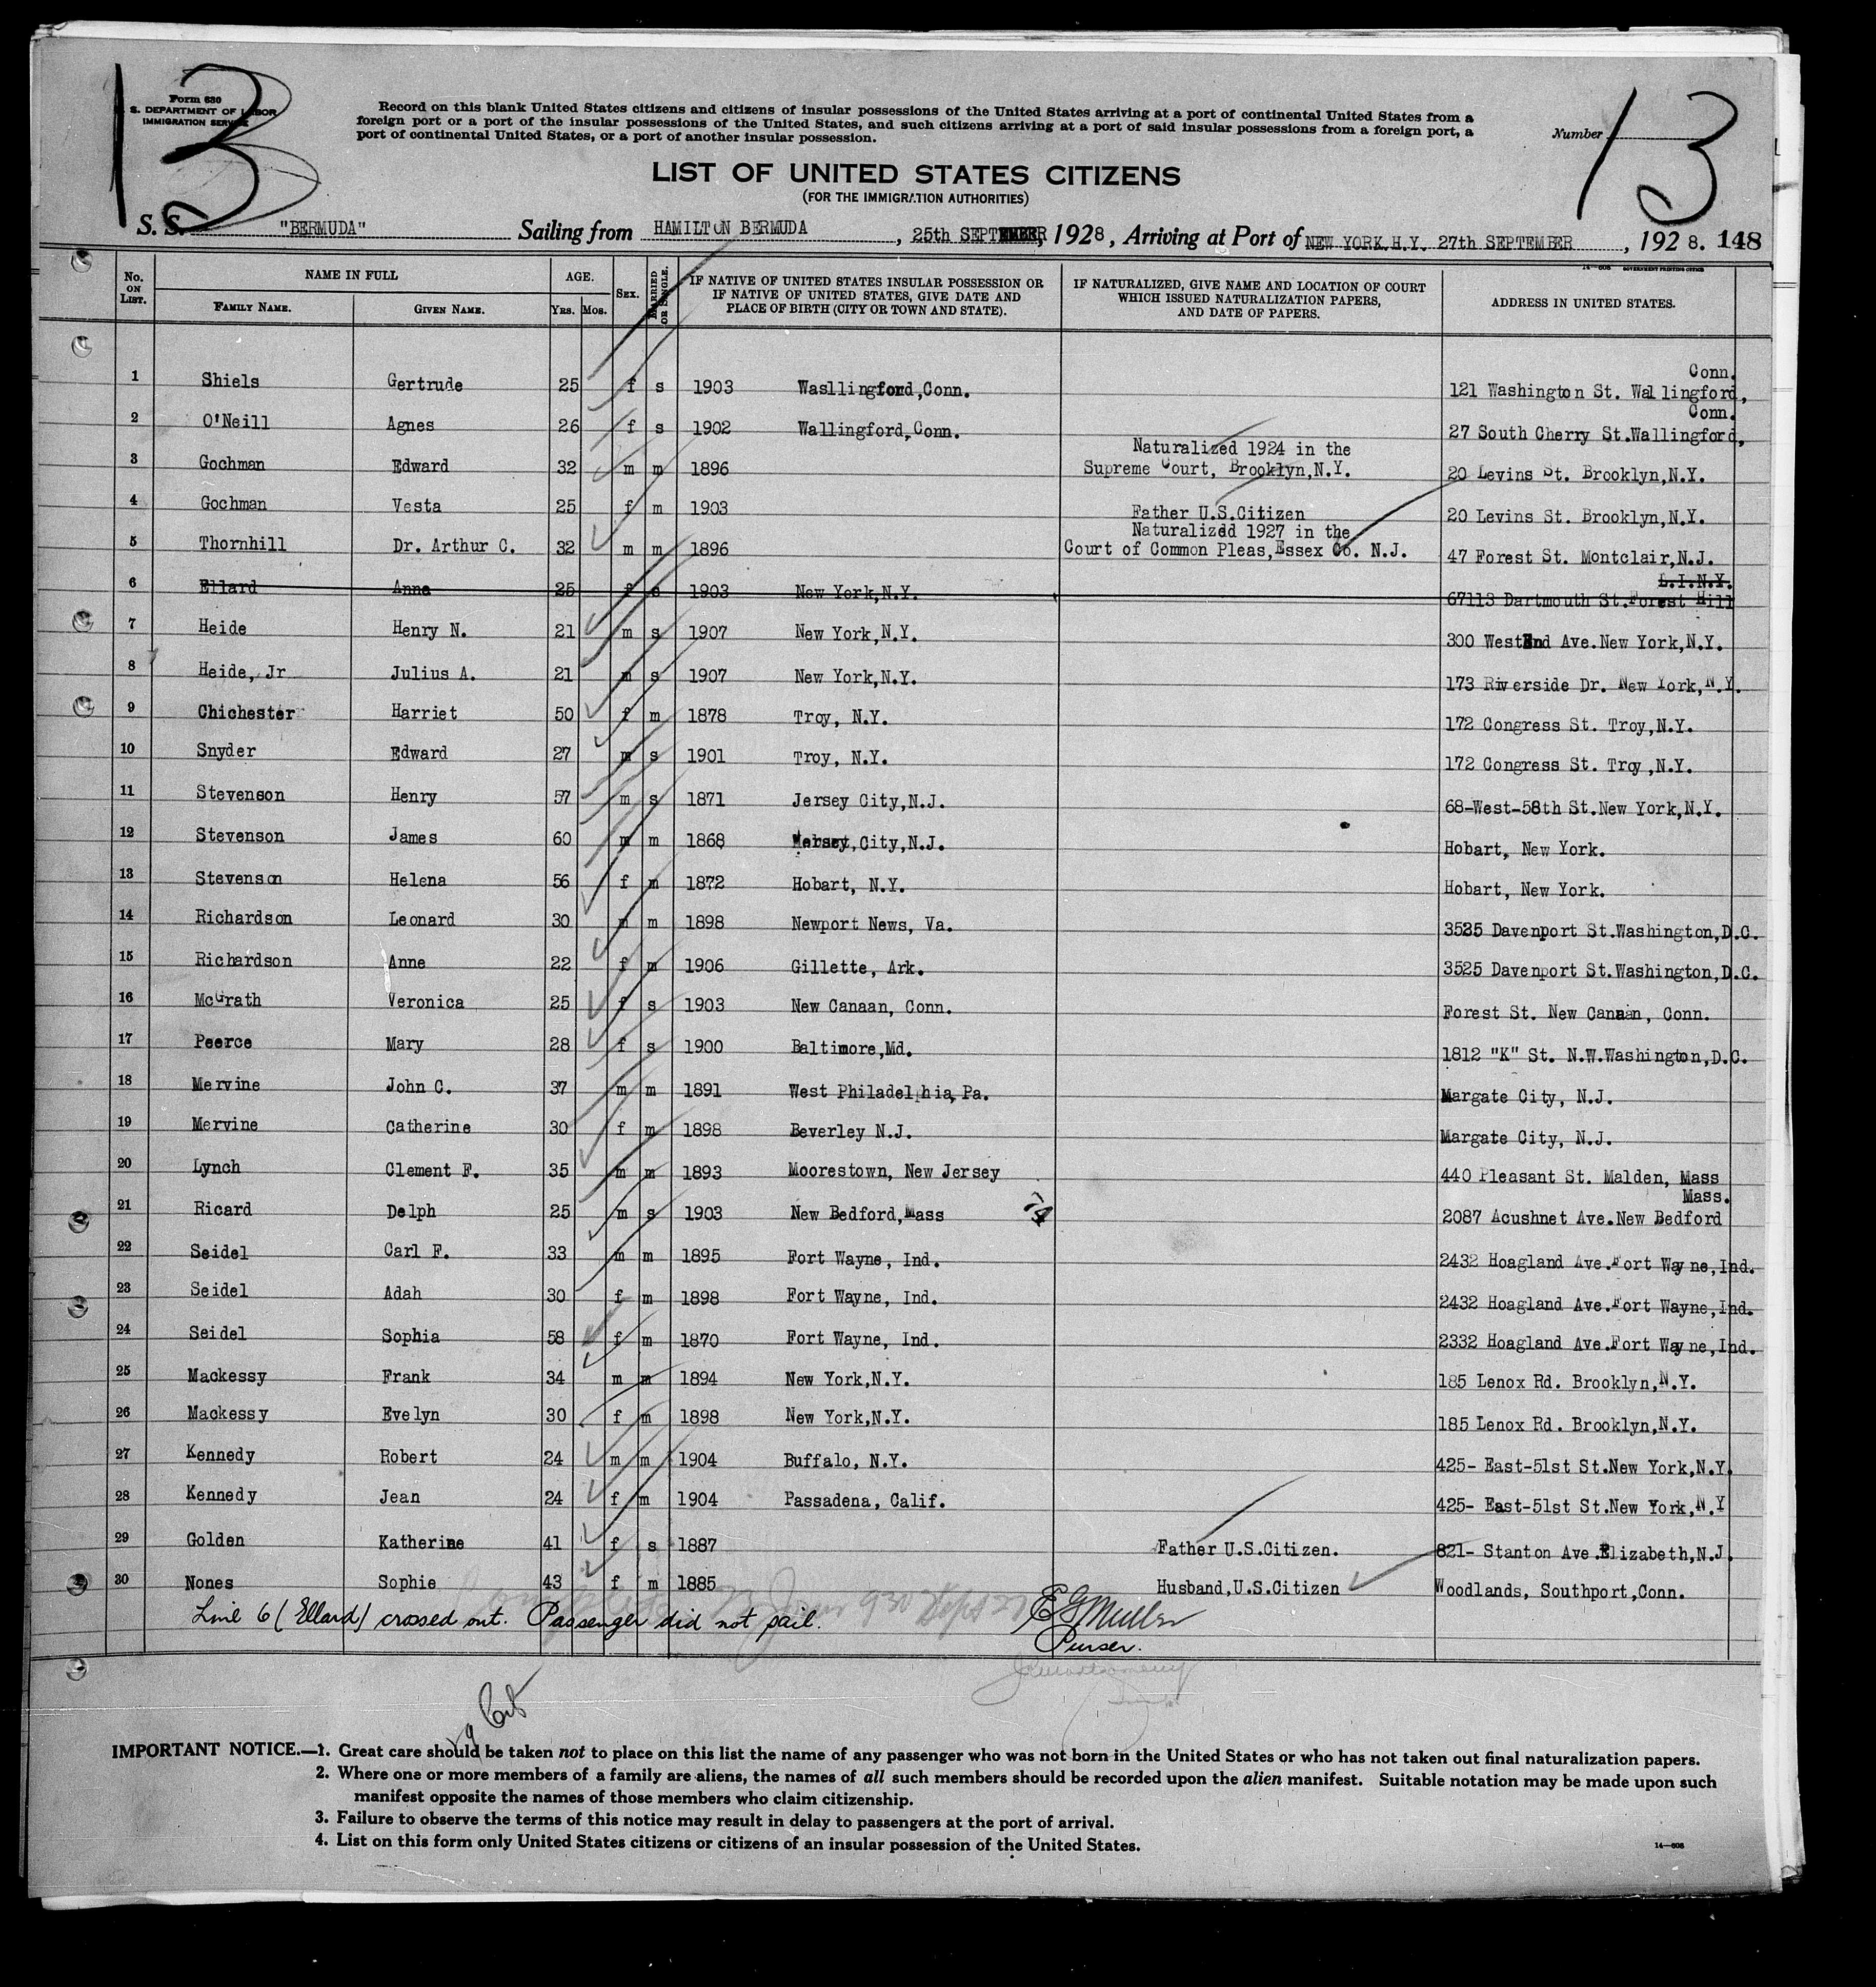 13
13
Form 630
S. DEPARTMENT OF LABOR
IMMIGRATION SERVICE
Record on this blank United States citizens and citizens of insular possessions of the United States arriving at a port of continental United States from a
foreign port or a port of the insular possessions of the United States, and such citizens arriving at a port of said insular possessions from a foreign port, a
port of continental United States, or a port of another insular possession.
Number
LIST OF UNITED STATES CITIZENS
(FOR THE IMMIGRATION AUTHORITIES)
S. S. "BERMUDA" Sailing from HAMILTON BERMUDA, 25th SEPT, 1928, Arriving at Port of NEW YORK.N.Y. 27th SEPTEMBER, 1928. 148
14—608 GOVERNMENT PRINTING OFFICE
No. ON LIST. NAME IN FULL FAMILY NAME. GIVEN NAME. AGE. YRS. MOS. SEX. MARRIED OR SINGLE. IF NATIVE OF UNITED STATES INSULAR POSSESSION OR IF NATIVE OF UNITED STATES, GIVE DATE AND PLACE OF BIRTH (CITY OR TOWN AND STATE). IF NATURALIZED, GIVE NAME AND LOCATION OF COURT WHICH ISSUED NATURALIZATION PAPERS, AND DATE OF PAPERS. ADDRESS IN UNITED STATES.
1 Shiels Gertrude 25 f s 1903 Wasllingford,Conn. 121 Washington St. Wallingford, Conn.
2 O'Neill Agnes 26 f s 1902 Wallingford,Conn. 27 South Cherry St.Wallingford, Conn.
3 Gochman Edward 32 m m 1896 Naturalized 1924 in the Supreme Court, Brooklyn,N.Y. 20 Levins St. Brooklyn,N.Y.
4 Gochman Vesta 25 f m 1903 Father U.S.Citizen 20 Levins St. Brooklyn,N.Y.
5 Thornhill Dr. Arthur C. 32 m m 1896 Naturalizdd 1927 in the Court of Common Pleas,Essex Co. N.J. 47 Forest St. Montclair,N.J.
6 Ellard Anna 25 f s 1903 New York,N.Y. 67113 Dartmouth St.Forest Hill L.I.N.Y.
7 Heide Henry N. 21 m s 1907 New York,N.Y. 300 WestEnd Ave.New York,N.Y.
8 Heide, Jr Julius A. 21 m s 1907 New York,N.Y. 173 Riverside Dr. New York,N.Y.
9 Chichester Harriet 50 f m 1878 Troy, N.Y. 172 Congress St. Troy,N.Y.
10 Snyder Edward 27 m s 1901 Troy, N.Y. 172 Congress St. Troy,N.Y.
11 Stevenson Henry 57 m s 1871 Jersey City,N.J. 68-West-58th St.New York,N.Y.
12 Stevenson James 60 m m 1868 City,N.J. Hobart, New York.
13 Stevenson Helena 56 f m 1872 Hobart, N.Y. Hobart, New York.
14 Richardson Leonard 30 m m 1898 Newport News, Va. 3525 Davenport St.Washington,D.C.
15 Richardson Anne 22 f m 1906 Gillette, Ark. 3525 Davenport St.Washington,D.C.
16 McGrath Veronica 25 f s 1903 New Canaan, Conn. Forest St. New Canaan, Conn.
17 Peerce Mary 28 f s 1900 Baltimore,Md. 1812 "K" St. N.W.Washington,D.C.
18 Mervine John C. 37 m m 1891 West Philadelphia,Pa. Margate City, N.J.
19 Mervine Catherine 30 f m 1898 Beverley N.J. Margate City, N.J.
20 Lynch Clement F. 35 m m 1893 Moorestown, New Jersey 440 Pleasant St. Malden, Mass
21 Ricard Delph 25 m s 1903 New Bedford,Mass 2087 Acushnet Ave.New Bedford Mass.
22 Seidel Carl F. 33 m m 1895 Fort Wayne, Ind. 2432 Hoagland Ave.Fort Wayne,Ind.
23 Seidel Adah 30 f m 1898 Fort Wayne, Ind. 2432 Hoagland Ave.Fort Wayne,Ind.
24 Seidel Sophia 58 f m 1870 Fort Wayne, Ind. 2332 Hoagland Ave.Fort Wayne,Ind.
25 Mackessy Frank 34 m m 1894 New York,N.Y. 185 Lenox Rd. Brooklyn,N.Y.
26 Mackessy Evelyn 30 f m 1898 New York,N.Y. 185 Lenox Rd. Brooklyn,N.Y.
27 Kennedy Robert 24 m m 1904 Buffalo, N.Y. 425- East-51st St.New York,N.Y.
28 Kennedy Jean 24 f m 1904 Passadena, Calif. 425- East-51st St.New York,N.Y
29 Golden Katherine 41 f s 1887 Father U.S.Citizen. 821- Stanton Ave.Elizabeth,N.J.
30 Nones Sophie 43 f m 1885 Husband,U.S.Citizen Woodlands, Southport,Conn.
Line 6 (Ellard) crossed out. Passenger did not sail. E G Muller
Purser.
29
IMPORTANT NOTICE.—1. Great care should be taken not to place on this list the name of any passenger who was not born in the United States or who has not taken out final naturalization papers.
2. Where one or more members of a family are aliens, the names of all such members should be recorded upon the alien manifest. Suitable notation may be made upon such
manifest opposite the names of those members who claim citizenship.
3. Failure to observe the terms of this notice may result in delay to passengers at the port of arrival.
4. List on this form only United States citizens or citizens of an insular possession of the United States.
14—608